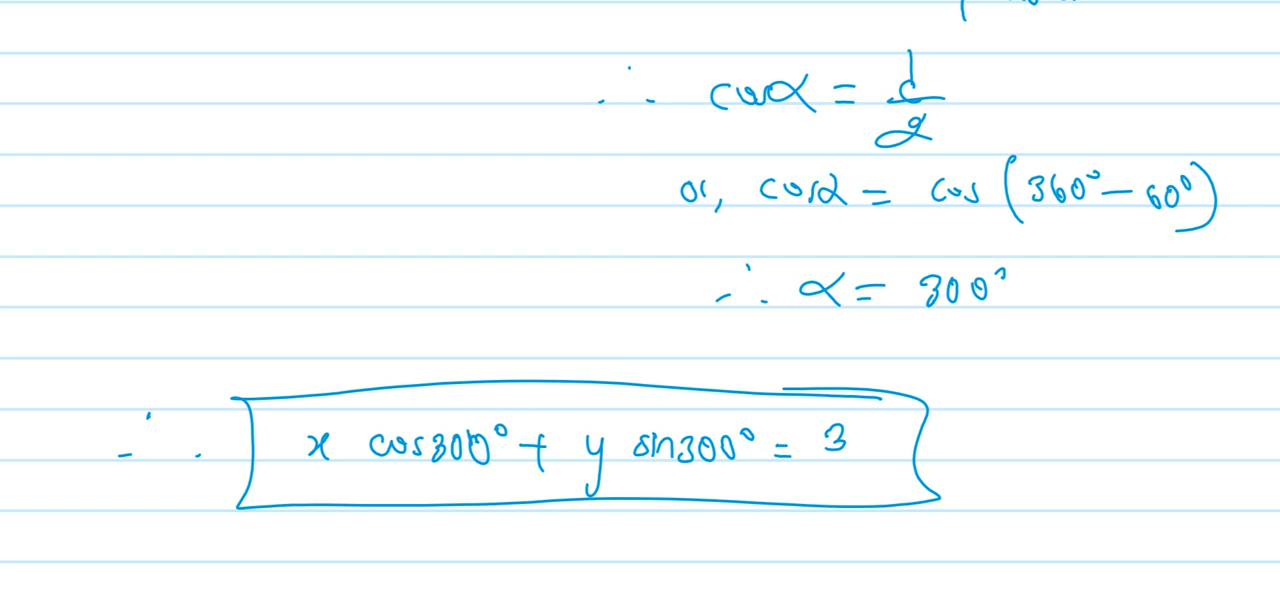 ∴ cosα = 1/2
or, cosα = cos (360° - 60°)
∴ α = 300°
∴ x cos300° + y sin300° = 3